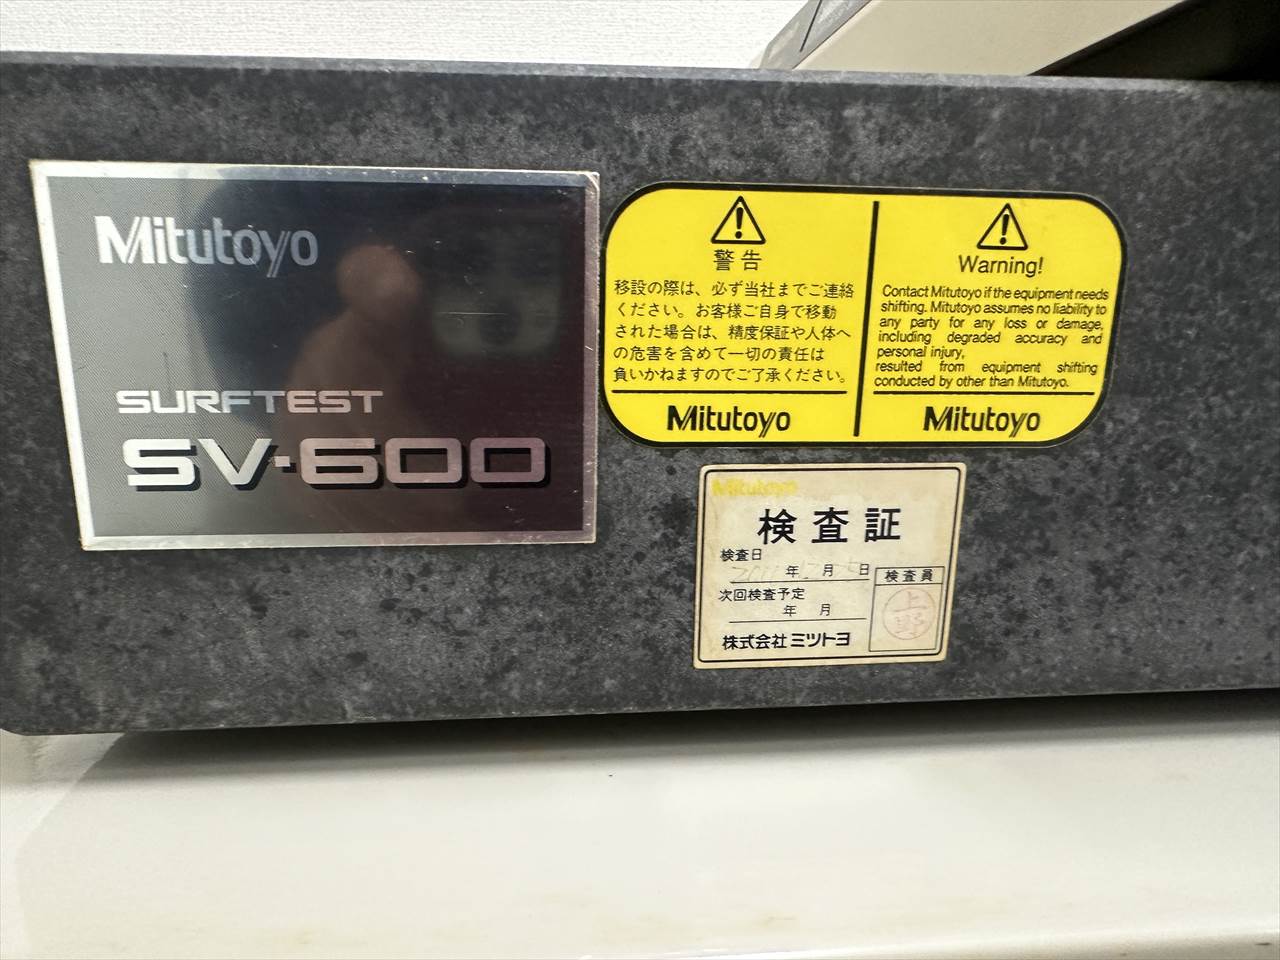 Mitutoyo
SURFTEST
SV-600
警告
移設の際は、必ず当社までご連絡
ください。お客様ご自身で移動
された場合は、精度保証や人体へ
の危害を含めて一切の責任は
負いかねますのでご了承ください。
Mitutoyo
Warning!
Contact Mitutoyo if the equipment needs
shifting. Mitutoyo assumes no liability to
any party for any loss or damage,
including degraded accuracy and
personal injury,
resulted from equipment shifting
conducted by other than Mitutoyo.
Mitutoyo
Mitutoyo
検査証
検査日
年 月 日
次回検査予定
年 月
検査員
上野
株式会社ミツトヨ